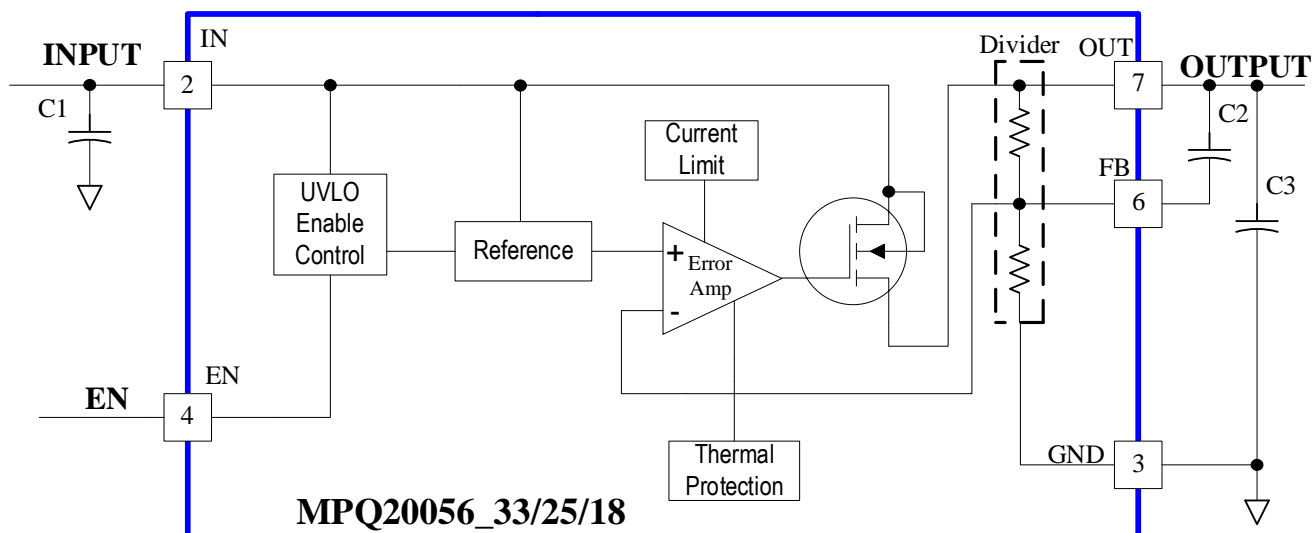 IN
Divider
OUT
INPUT
2
7
OUTPUT
C1
C2
Current
Limit
FB
UVLO
Enable
Control
6
C3
Reference
+
Error
Amp
-
EN
EN
4
Thermal
Protection
GND
3
MPQ20056_33/25/18